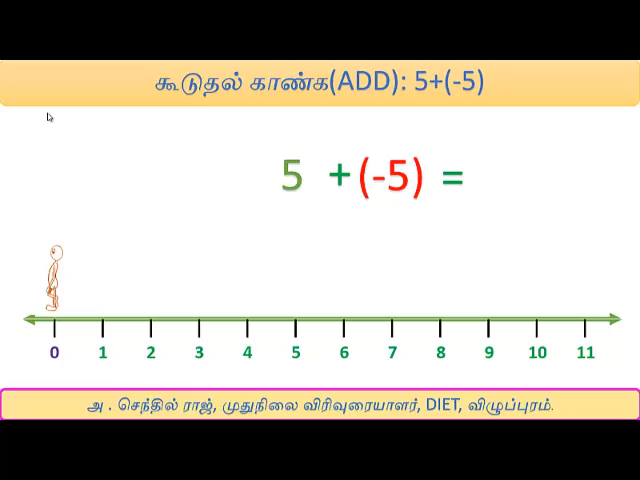 கூடுதல் காண்க(ADD): 5+(-5)
5 +(-5) =
0 1 2 3 4 5 6 7 8 9 10 11
அ . செந்தில் ராஜ், முதுநிலை விரிவுரையாளர், DIET, விழுப்புரம்.